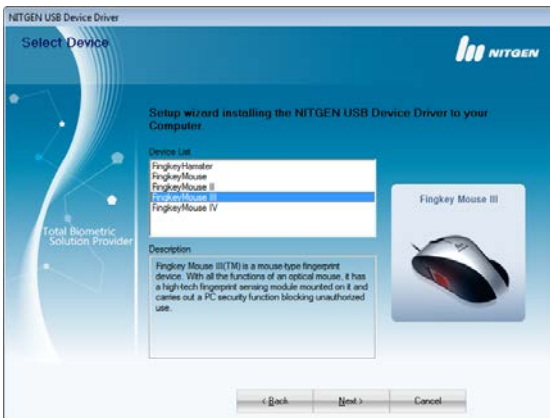 NITGEN USB Device Driver
Select Device
NITGEN
Setup wizard installing the NITGEN USB Device Driver to your
Computer.
Device List
FingkeyHamster
FingkeyMouse
FingkeyMouse II
FingkeyMouse III
FingkeyMouse IV
Fingkey Mouse III
Total Biometric
Solution Provider
Description
Fingkey Mouse III(TM) is a mouse-type fingerprint
device. With all the functions of an optical mouse, it has
a high-tech fingerprint sensing module mounted on it and
carries out a PC security function blocking unauthorized
use.
< Back
Next >
Cancel